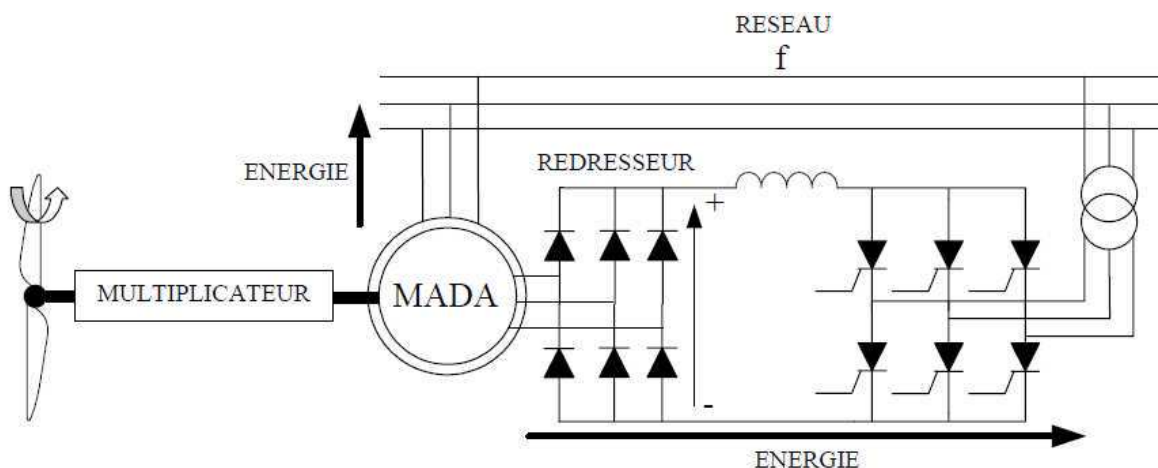 RESEAU
f
ENERGIE
REDRESSEUR
+
MULTIPLICATEUR
MADA
-
ENERGIE